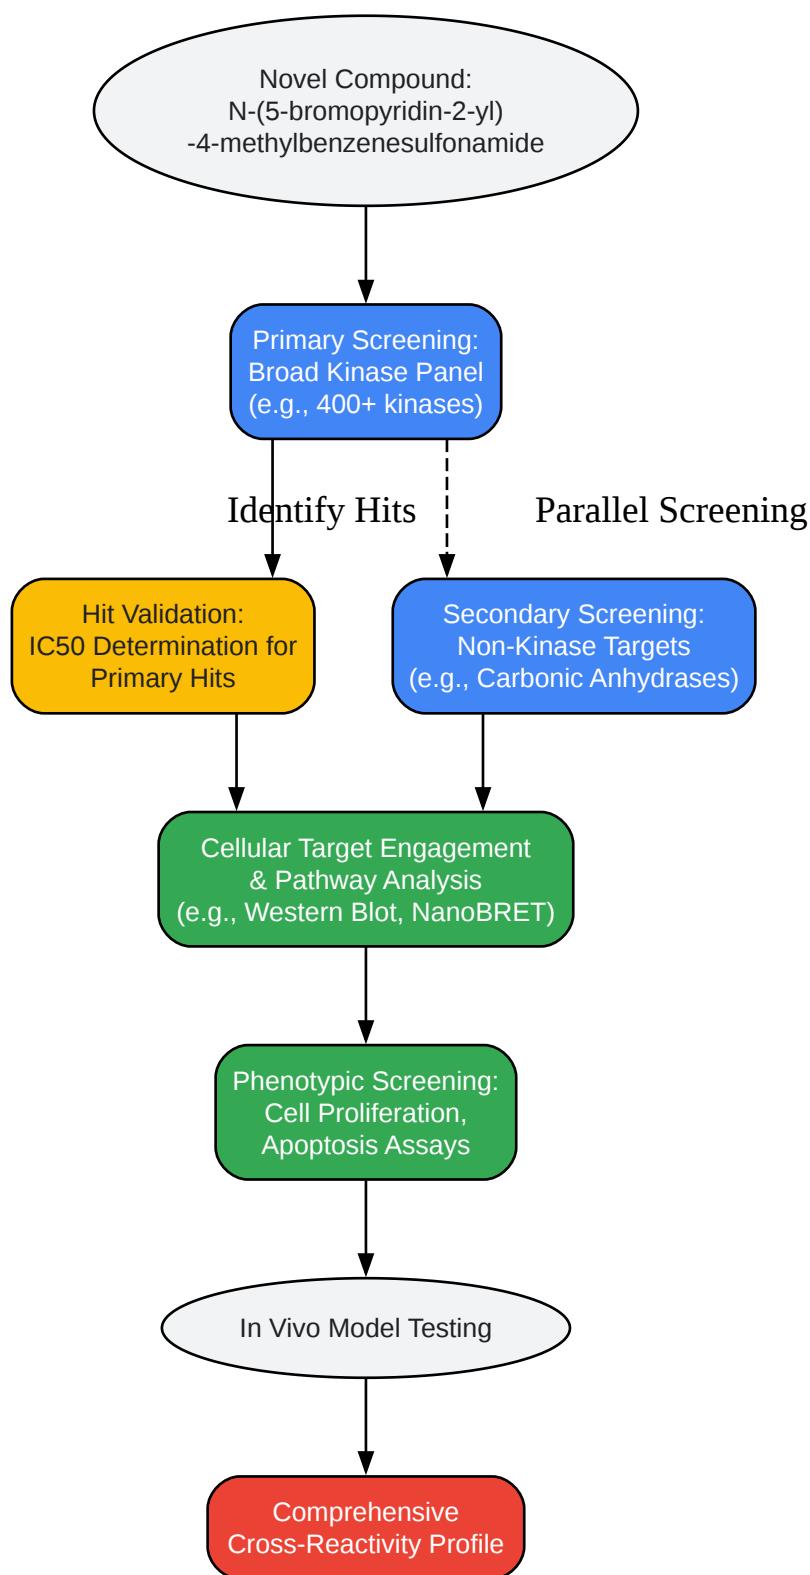 Novel Compound:
N-(5-bromopyridin-2-yl)
-4-methylbenzenesulfonamide
Primary Screening:
Broad Kinase Panel
(e.g., 400+ kinases)
Identify Hits
Parallel Screening
Hit Validation:
IC50 Determination for
Primary Hits
Secondary Screening:
Non-Kinase Targets
(e.g., Carbonic Anhydrases)
Cellular Target Engagement
& Pathway Analysis
(e.g., Western Blot, NanoBRET)
Phenotypic Screening:
Cell Proliferation,
Apoptosis Assays
In Vivo Model Testing
Comprehensive
Cross-Reactivity Profile